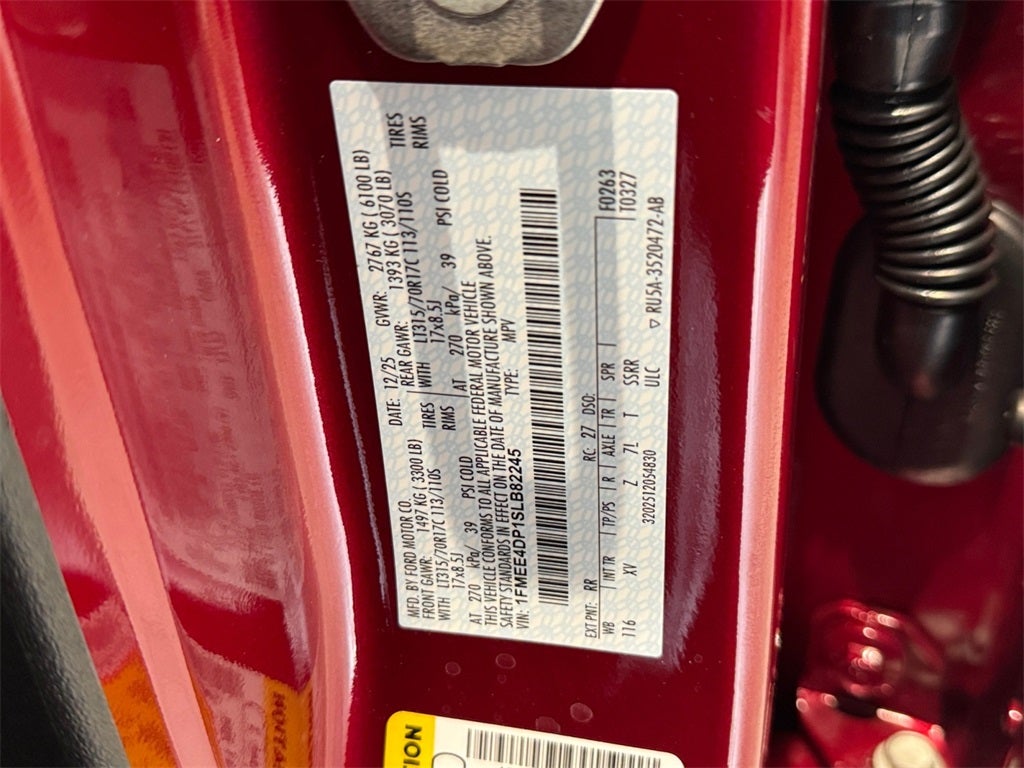 MFD. BY FORD MOTOR CO.
DATE: 12/25 GVWR: 2767 KG ( 6100 LB)
FRONT GAWR: 1497 KG ( 3300 LB) REAR GAWR: 1393 KG ( 3070 LB)
WITH LT315/70R17C 113/110S TIRES WITH LT315/70R17C 113/110S TIRES
17x8.5J RIMS 17x8.5J RIMS
AT 270 kPa/ 39 PSI COLD AT 270 kPa/ 39 PSI COLD
THIS VEHICLE CONFORMS TO ALL APPLICABLE FEDERAL MOTOR VEHICLE
SAFETY STANDARDS IN EFFECT ON THE DATE OF MANUFACTURE SHOWN ABOVE.
VIN: 1FMEE4DP1SLB82245 TYPE: MPV
EXT PNT: RR RC: 27 DSO: F0263
WB INT TR TP/PS R AXLE TR SPR T0327
116 XV Z 7L T SSRR
ULC
3202512054830 ▽ RU5A-3520472-AB